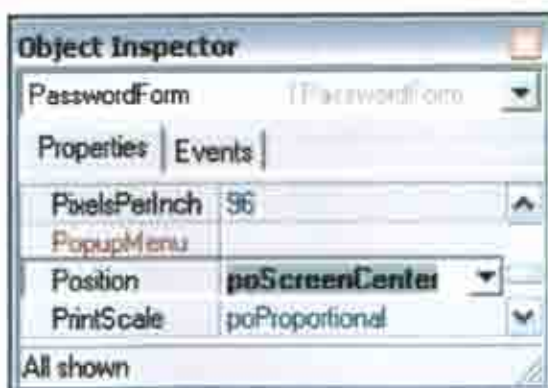 Object Inspector
PasswordForm TPasswordForm
Properties Events
PixelsPerInch 96
PopupMenu
Position poScreenCenter
PrintScale poProportional
All shown